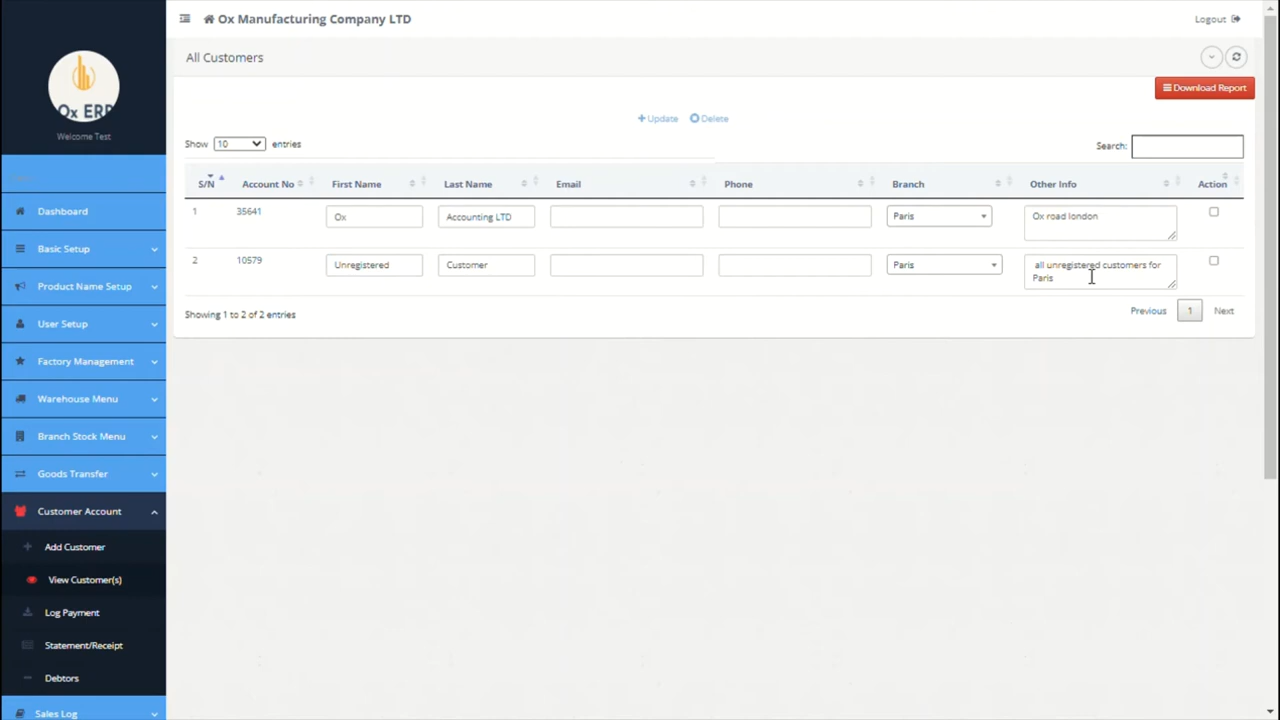 Ox Manufacturing Company LTD
Logout
All Customers
Download Report
Ox ERP
Welcome Test
Update
Delete
Show 10 entries
Search:
S/N Account No First Name Last Name Email Phone Branch Other Info Action
1 35641 Ox Accounting LTD Paris Ox road london
2 10579 Unregistered Customer Paris all unregistered customers for
Paris
Showing 1 to 2 of 2 entries
Previous 1 Next
Dashboard
Basic Setup
Product Name Setup
User Setup
Factory Management
Warehouse Menu
Branch Stock Menu
Goods Transfer
Customer Account
Add Customer
View Customer(s)
Log Payment
Statement/Receipt
Debtors
Sales Log